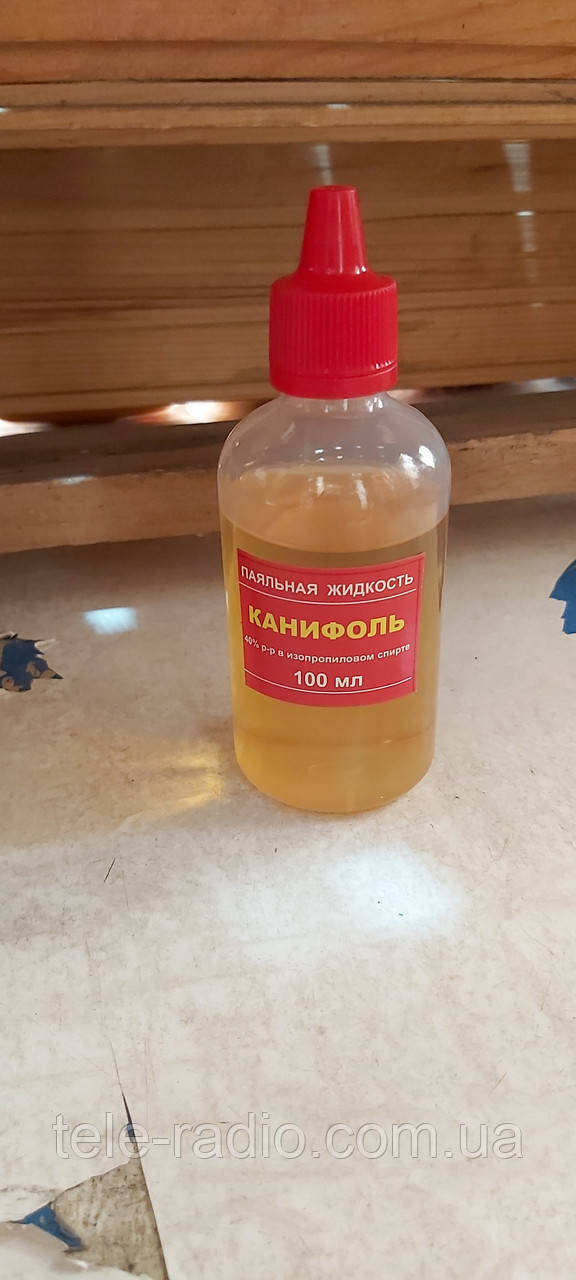 ПАЯЛЬНАЯ ЖИДКОСТЬ
КАНИФОЛЬ
40% р-р в изопропиловом спирте
100 мл
tele-radio.com.ua